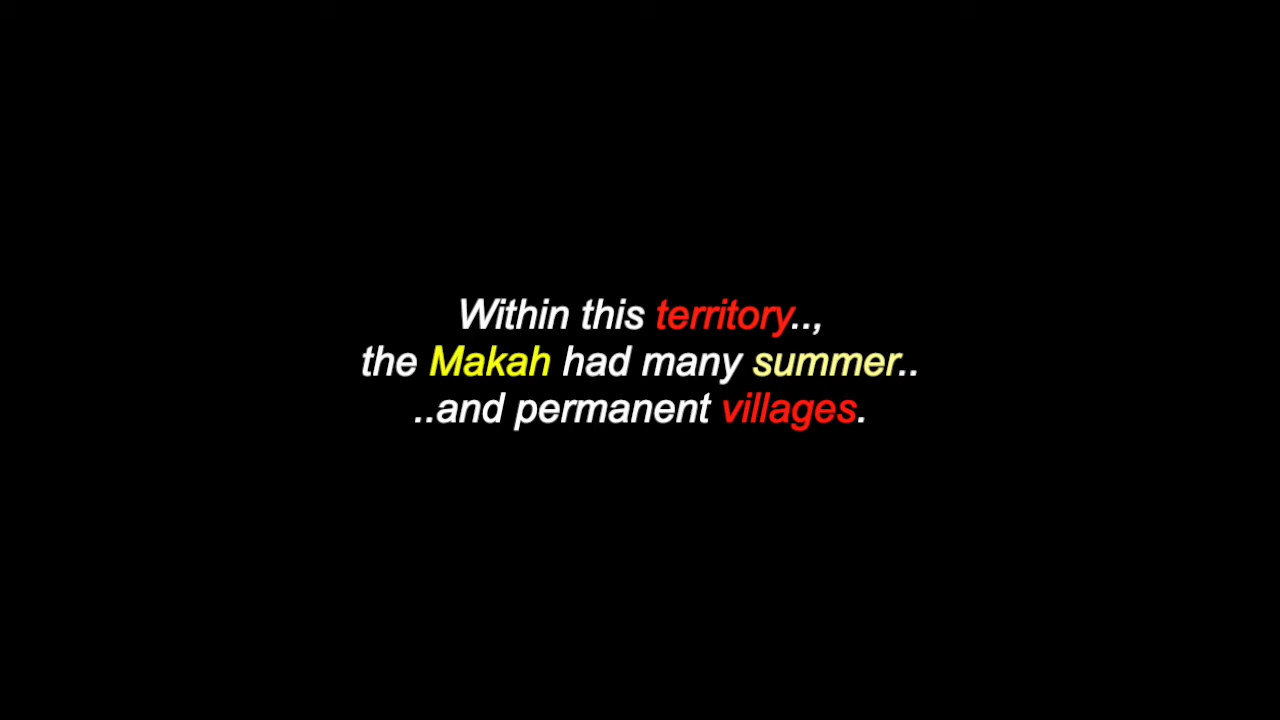 Within this territory..,
the Makah had many summer..
..and permanent villages.